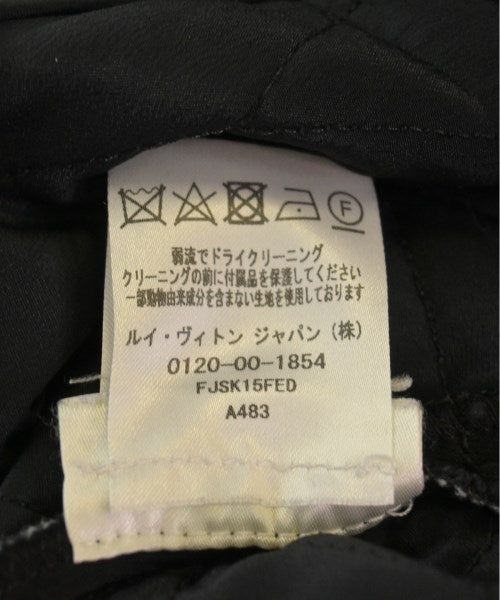 F
弱流でドライクリーニング
クリーニングの前に付属品を保護してください
一部動物由来成分を含まない生地を使用しております
ルイ・ヴィトン ジャパン (株)
0120-00-1854
FJSK15FED
A483